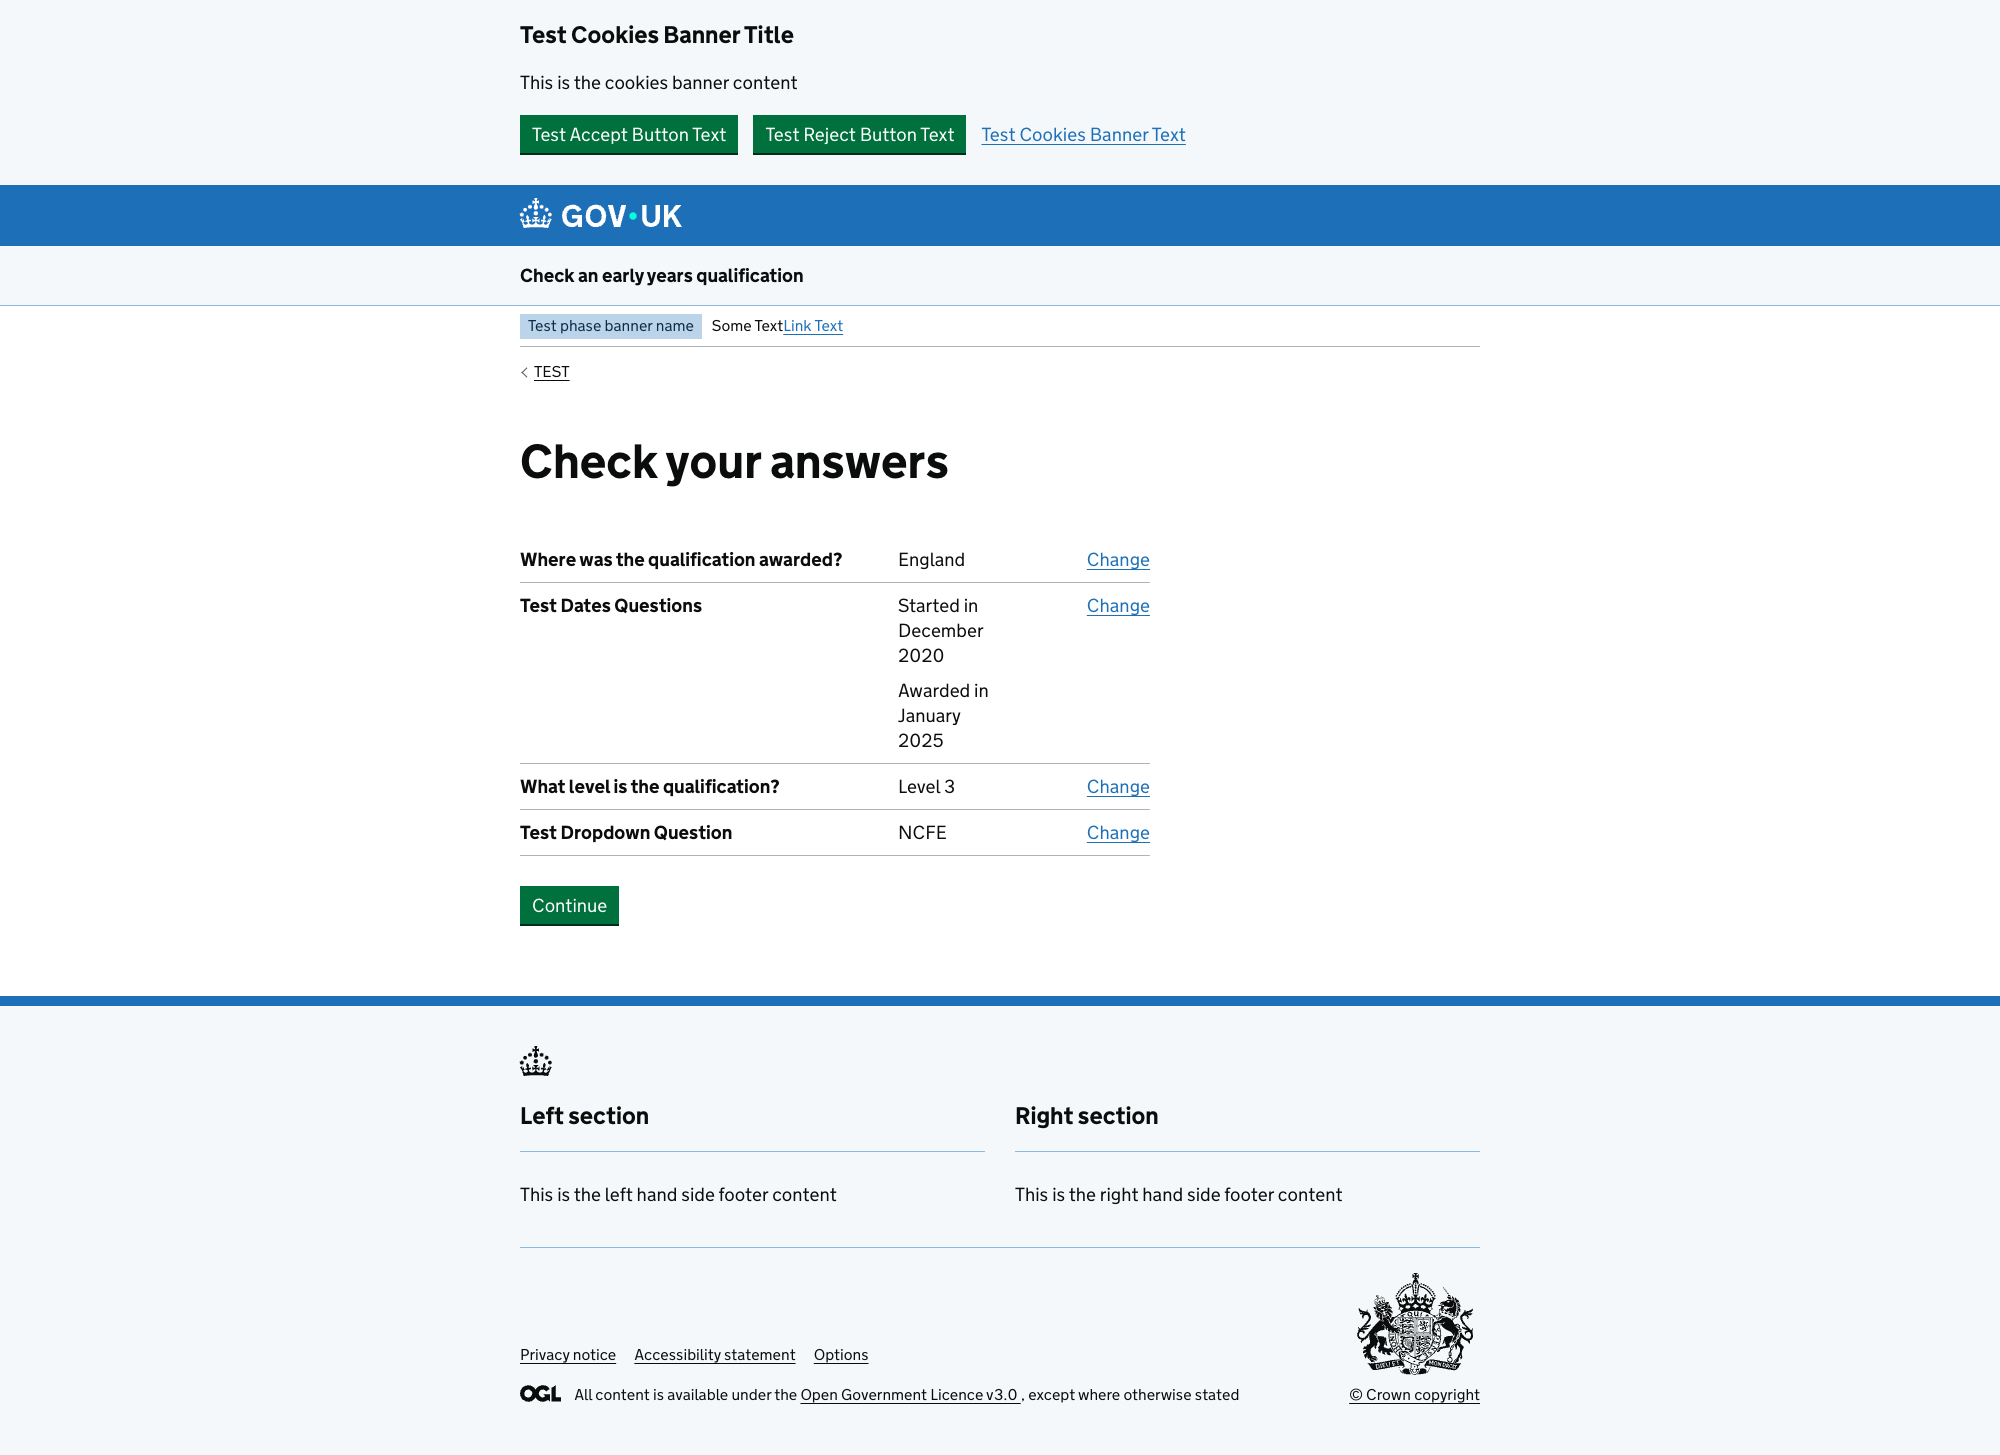 Test Cookies Banner Title
This is the cookies banner content
Test Accept Button Text Test Reject Button Text Test Cookies Banner Text
GOV·UK
Check an early years qualification
Test phase banner name Some TextLink Text
TEST
Check your answers
Where was the qualification awarded? England Change
Test Dates Questions Started in Change
December
2020
Awarded in
January
2025
What level is the qualification? Level 3 Change
Test Dropdown Question NCFE Change
Continue
Left section Right section
This is the left hand side footer content This is the right hand side footer content
Privacy notice Accessibility statement Options
OGL All content is available under the Open Government Licence v3.0 , except where otherwise stated © Crown copyright